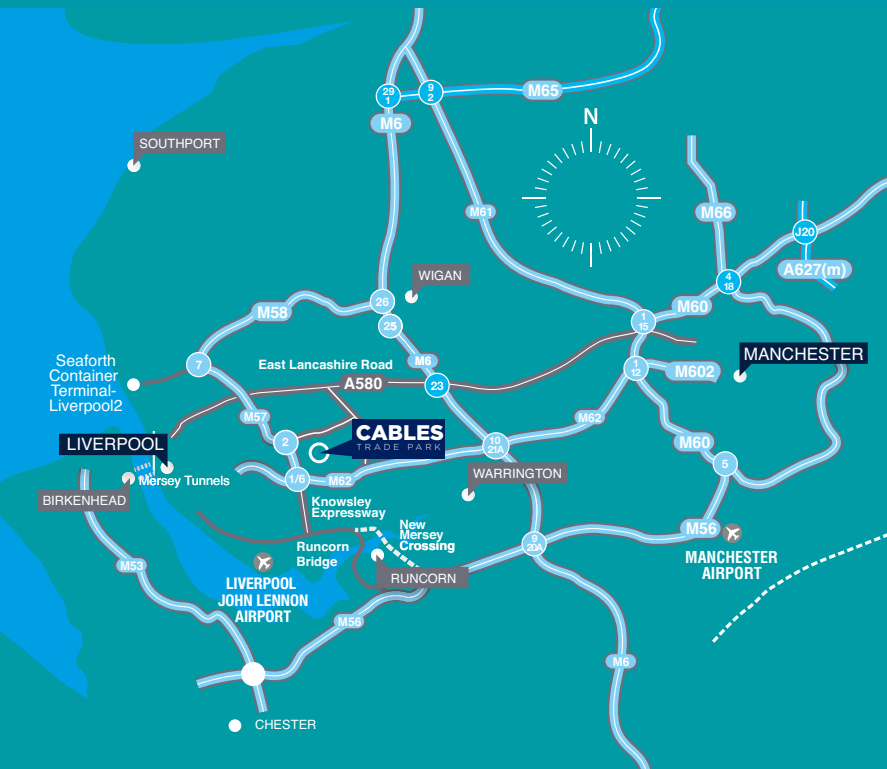 29
1
9
2
M65
M6
N
SOUTHPORT
M61
M66
J20
WIGAN
A627(m)
4
18
26
M58
M60
1
15
25
Seaforth
Container
Terminal-
Liverpool2
7
East Lancashire Road
M6
MANCHESTER
1
12
M602
A580
23
M57
M62
CABLES
TRADE PARK
LIVERPOOL
2
10
21A
M60
5
Mersey Tunnels
1/6
M62
WARRINGTON
BIRKENHEAD
Knowsley
Expressway
New
Mersey
Crossing
M56
Runcorn
Bridge
9
20A
MANCHESTER
AIRPORT
M53
RUNCORN
LIVERPOOL
JOHN LENNON
AIRPORT
M56
M6
CHESTER